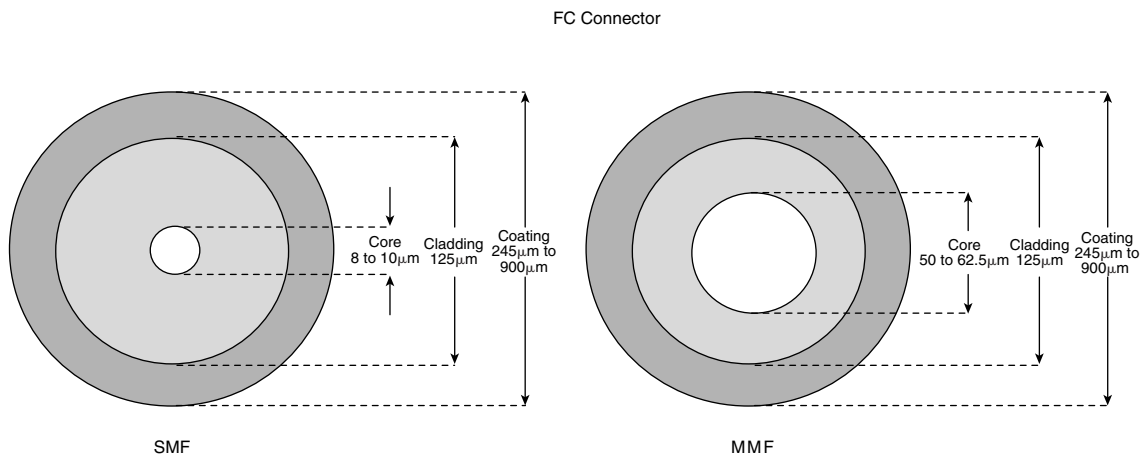 FC Connector
Core
8 to 10μm
Cladding
125μm
Coating
245μm to
900μm
Core
50 to 62.5μm
Cladding
125μm
Coating
245μm to
900μm
SMF
MMF